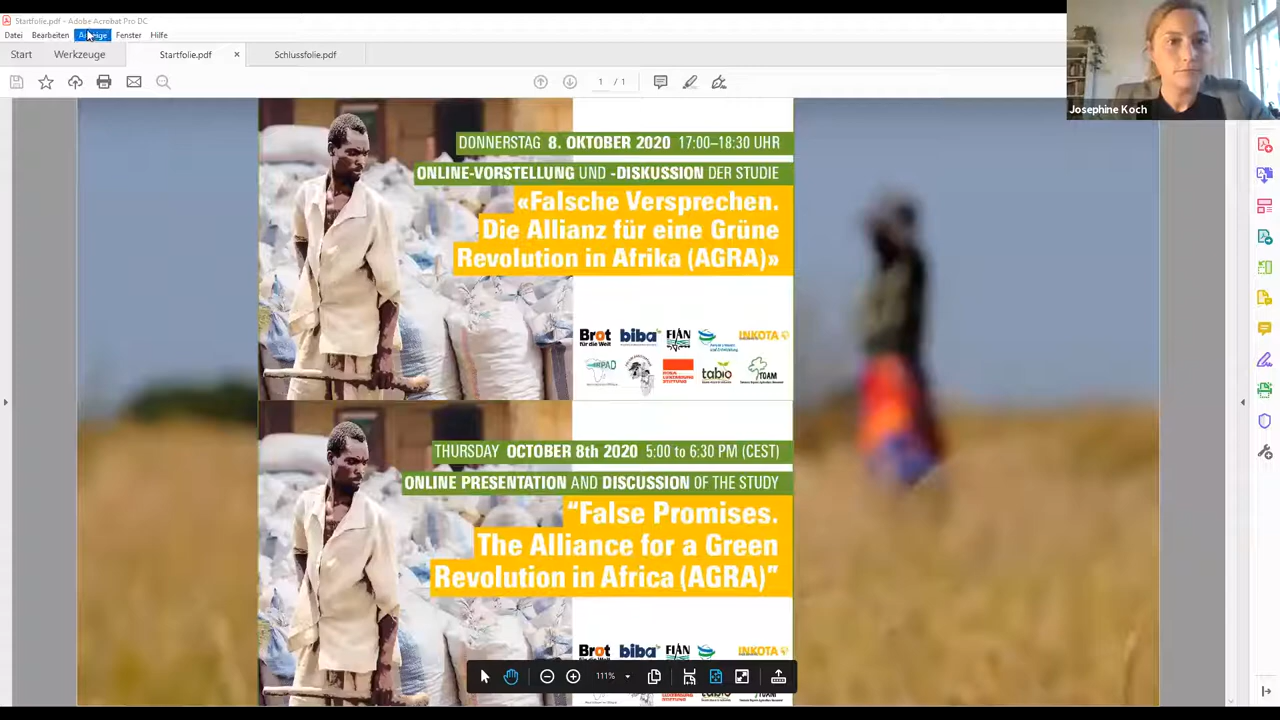 Startfolie.pdf - Adobe Acrobat Pro DC
Datei Bearbeiten Anzeige Fenster Hilfe
Start Werkzeuge Startfolie.pdf × Schlussfolie.pdf
1 / 1
Josephine Koch
DONNERSTAG 8. OKTOBER 2020 17:00–18:30 UHR
ONLINE-VORSTELLUNG UND -DISKUSSION DER STUDIE
«Falsche Versprechen.
Die Allianz für eine Grüne
Revolution in Afrika (AGRA)»
Brot für die Welt
biba
FIAN
INKOTA
PAD
ROSA LUXEMBURG STIFTUNG
tabio
TOAM
THURSDAY OCTOBER 8th 2020 5:00 to 6:30 PM (CEST)
ONLINE PRESENTATION AND DISCUSSION OF THE STUDY
“False Promises.
The Alliance for a Green
Revolution in Africa (AGRA)”
Brot
biba
FIAN
INKOTA
111%